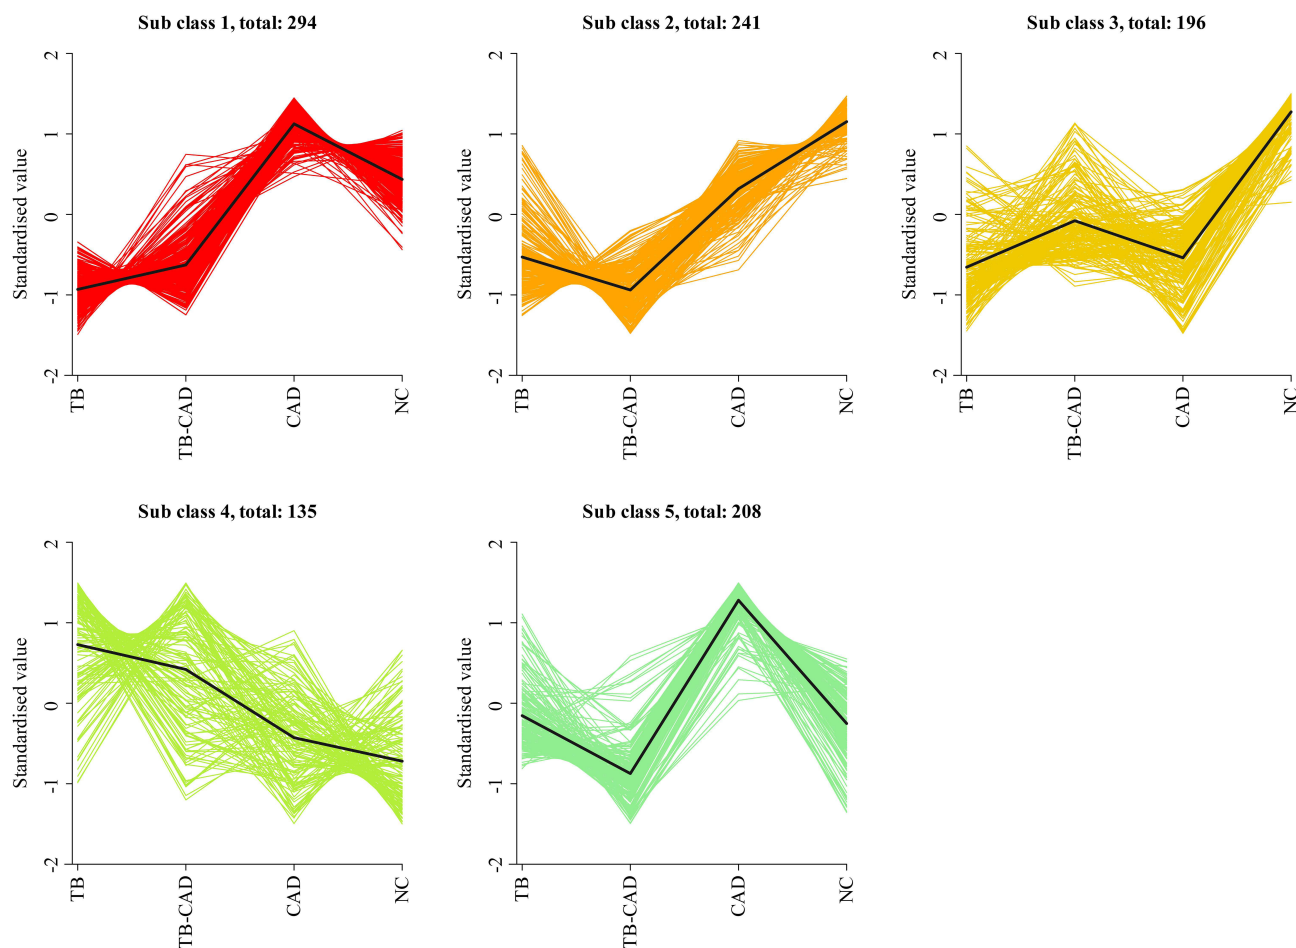 Sub class 1, total: 294
Standardised value
2
1
0
-1
-2
TB
TB-CAD
CAD
NC
Sub class 2, total: 241
Standardised value
2
1
0
-1
-2
TB
TB-CAD
CAD
NC
Sub class 3, total: 196
Standardised value
2
1
0
-1
-2
TB
TB-CAD
CAD
NC
Sub class 4, total: 135
Standardised value
2
1
0
-1
-2
TB
TB-CAD
CAD
NC
Sub class 5, total: 208
Standardised value
2
1
0
-1
-2
TB
TB-CAD
CAD
NC